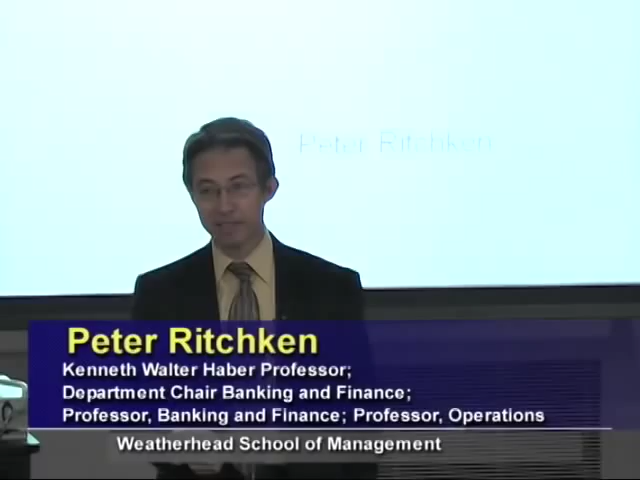 Peter Ritchken
Peter Ritchken
Kenneth Walter Haber Professor;
Department Chair Banking and Finance;
Professor, Banking and Finance; Professor, Operations
Weatherhead School of Management